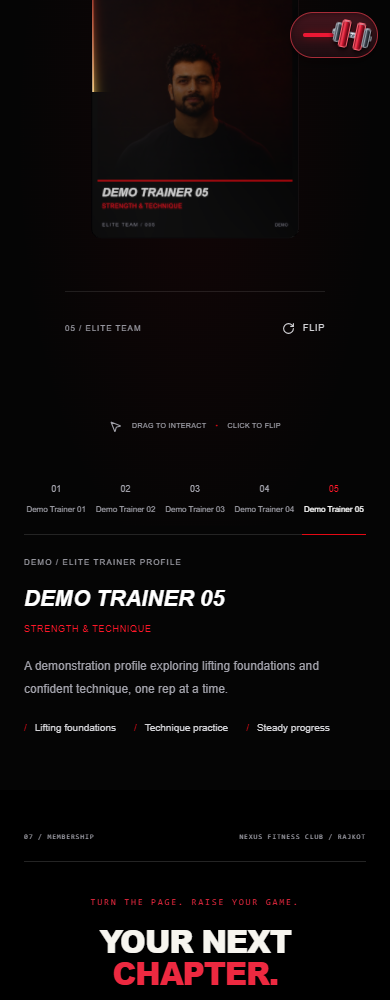 DEMO TRAINER 05
STRENGTH & TECHNIQUE
ELITE TEAM / 005
DEMO
05 / ELITE TEAM
FLIP
DRAG TO INTERACT · CLICK TO FLIP
01 02 03 04 05
Demo Trainer 01 Demo Trainer 02 Demo Trainer 03 Demo Trainer 04 Demo Trainer 05
DEMO / ELITE TRAINER PROFILE
DEMO TRAINER 05
STRENGTH & TECHNIQUE
A demonstration profile exploring lifting foundations and
confident technique, one rep at a time.
/ Lifting foundations / Technique practice / Steady progress
07 / MEMBERSHIP
NEXUS FITNESS CLUB / RAJKOT
TURN THE PAGE. RAISE YOUR GAME.
YOUR NEXT
CHAPTER.